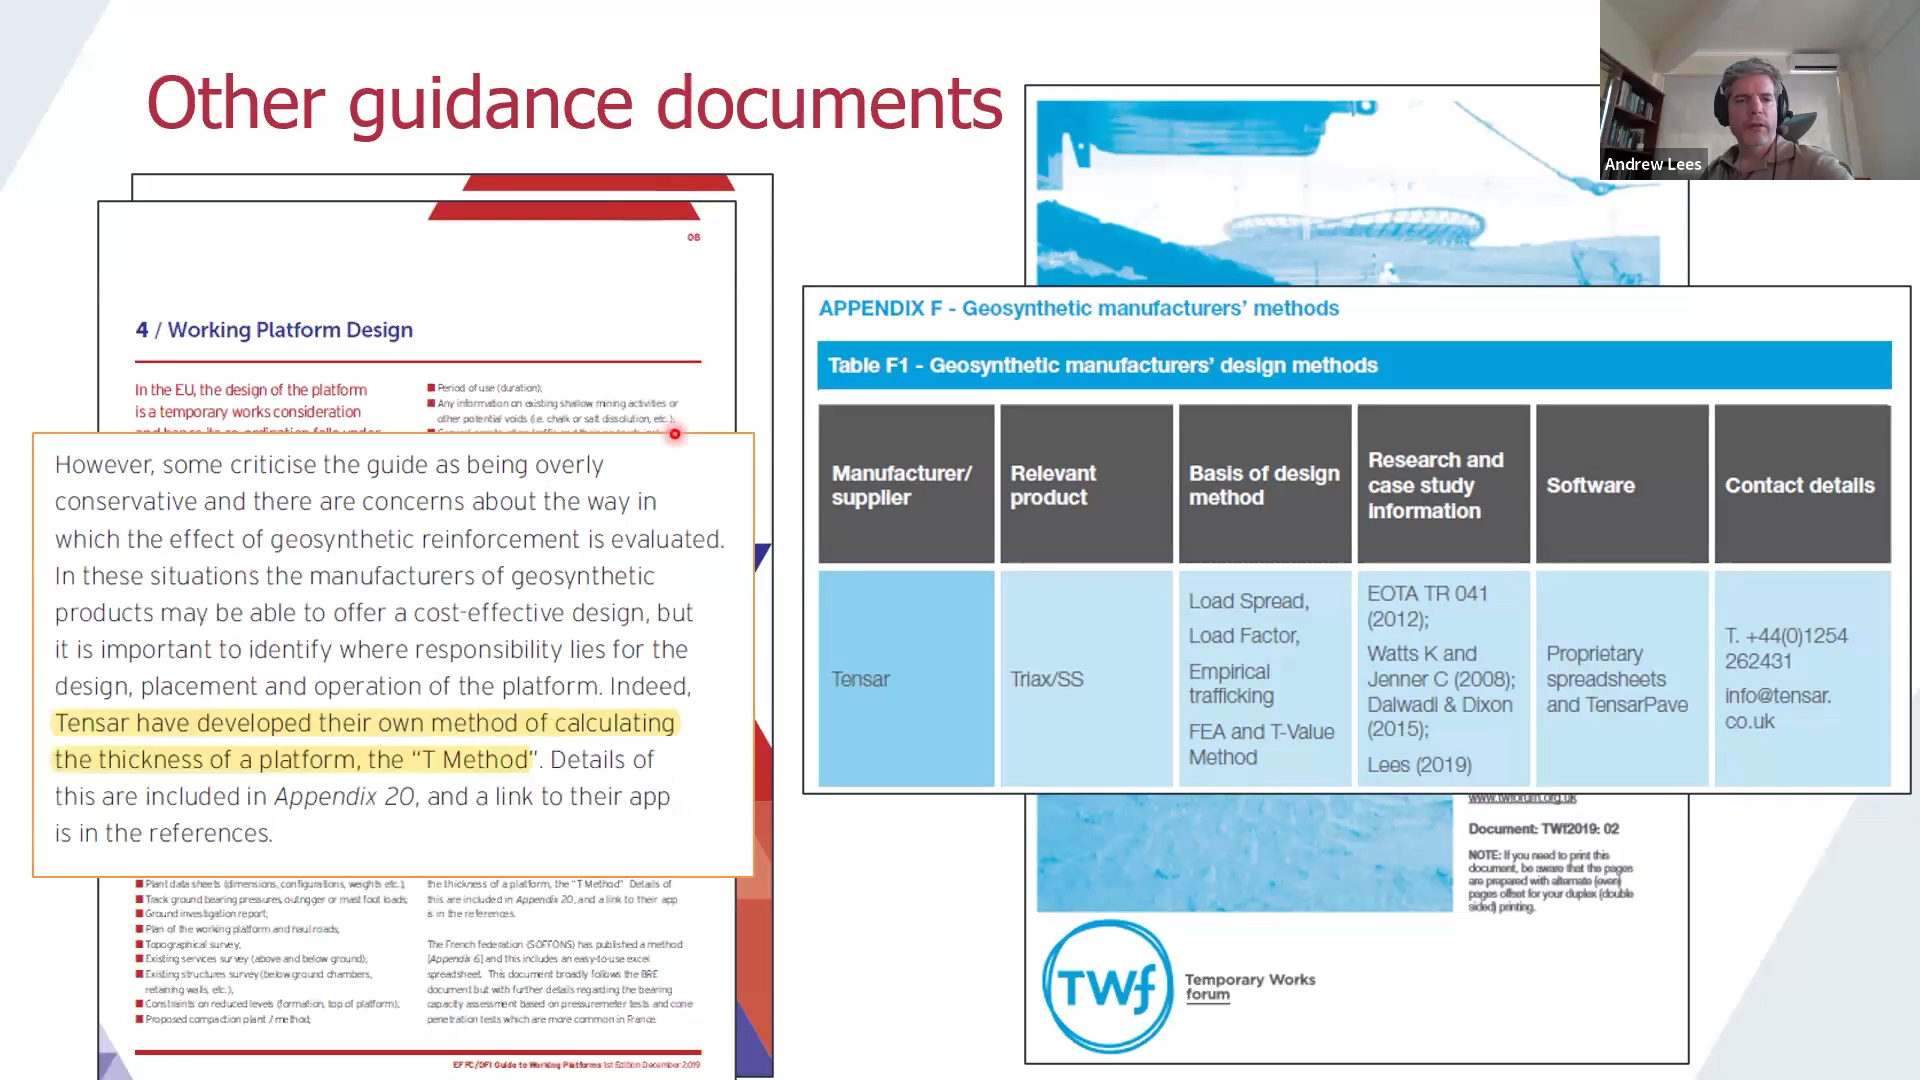 Other guidance documents
Andrew Lees
08
4 / Working Platform Design
In the EU, the design of the platform
is a temporary works consideration
Period of use (duration);
Any information on existing shallow mining activities or
other potential voids (i.e. chalk or salt dissolution, etc.);
However, some criticise the guide as being overly
conservative and there are concerns about the way in
which the effect of geosynthetic reinforcement is evaluated.
In these situations the manufacturers of geosynthetic
products may be able to offer a cost-effective design, but
it is important to identify where responsibility lies for the
design, placement and operation of the platform. Indeed,
Tensar have developed their own method of calculating
the thickness of a platform, the “T Method”. Details of
this are included in Appendix 20, and a link to their app
is in the references.
Plant data sheets (dimensions, configurations, weights etc.);
Track ground bearing pressures, outrigger or mast foot loads;
Ground investigation report;
Plan of the working platform and haul roads;
Topographical survey;
Existing services survey (above and below ground);
Existing structures survey (below ground chambers,
retaining walls, etc.);
Constraints on reduced levels (formation, top of platform);
Proposed compaction plant / method;
the thickness of a platform, the “T Method”. Details of
this are included in Appendix 20, and a link to their app
is in the references.
The French federation (SOFFONS) has published a method
[Appendix 6] and this includes an easy-to-use excel
spreadsheet. This document broadly follows the BRE
document but with further details regarding the bearing
capacity assessment based on pressuremeter tests and cone
penetration tests which are more common in France.
EFFC/DFI Guide to Working Platforms 1st Edition December 2019
APPENDIX F - Geosynthetic manufacturers’ methods
Table F1 - Geosynthetic manufacturers’ design methods
Manufacturer/
supplier
Relevant
product
Basis of design
method
Research and
case study
information
Software
Contact details
Tensar
Triax/SS
Load Spread,
Load Factor,
Empirical
trafficking
FEA and T-Value
Method
EOTA TR 041
(2012);
Watts K and
Jenner C (2008);
Dalwadi & Dixon
(2015);
Lees (2019)
Proprietary
spreadsheets
and TensarPave
T. +44(0)1254
262431
info@tensar.
co.uk
www.twforum.org.uk
Document: TWf2019: 02
NOTE: If you need to print this
document, be aware that the pages
are prepared with alternate (even)
pages offset for your duplex (double
sided) printing.
TWf
Temporary Works
forum